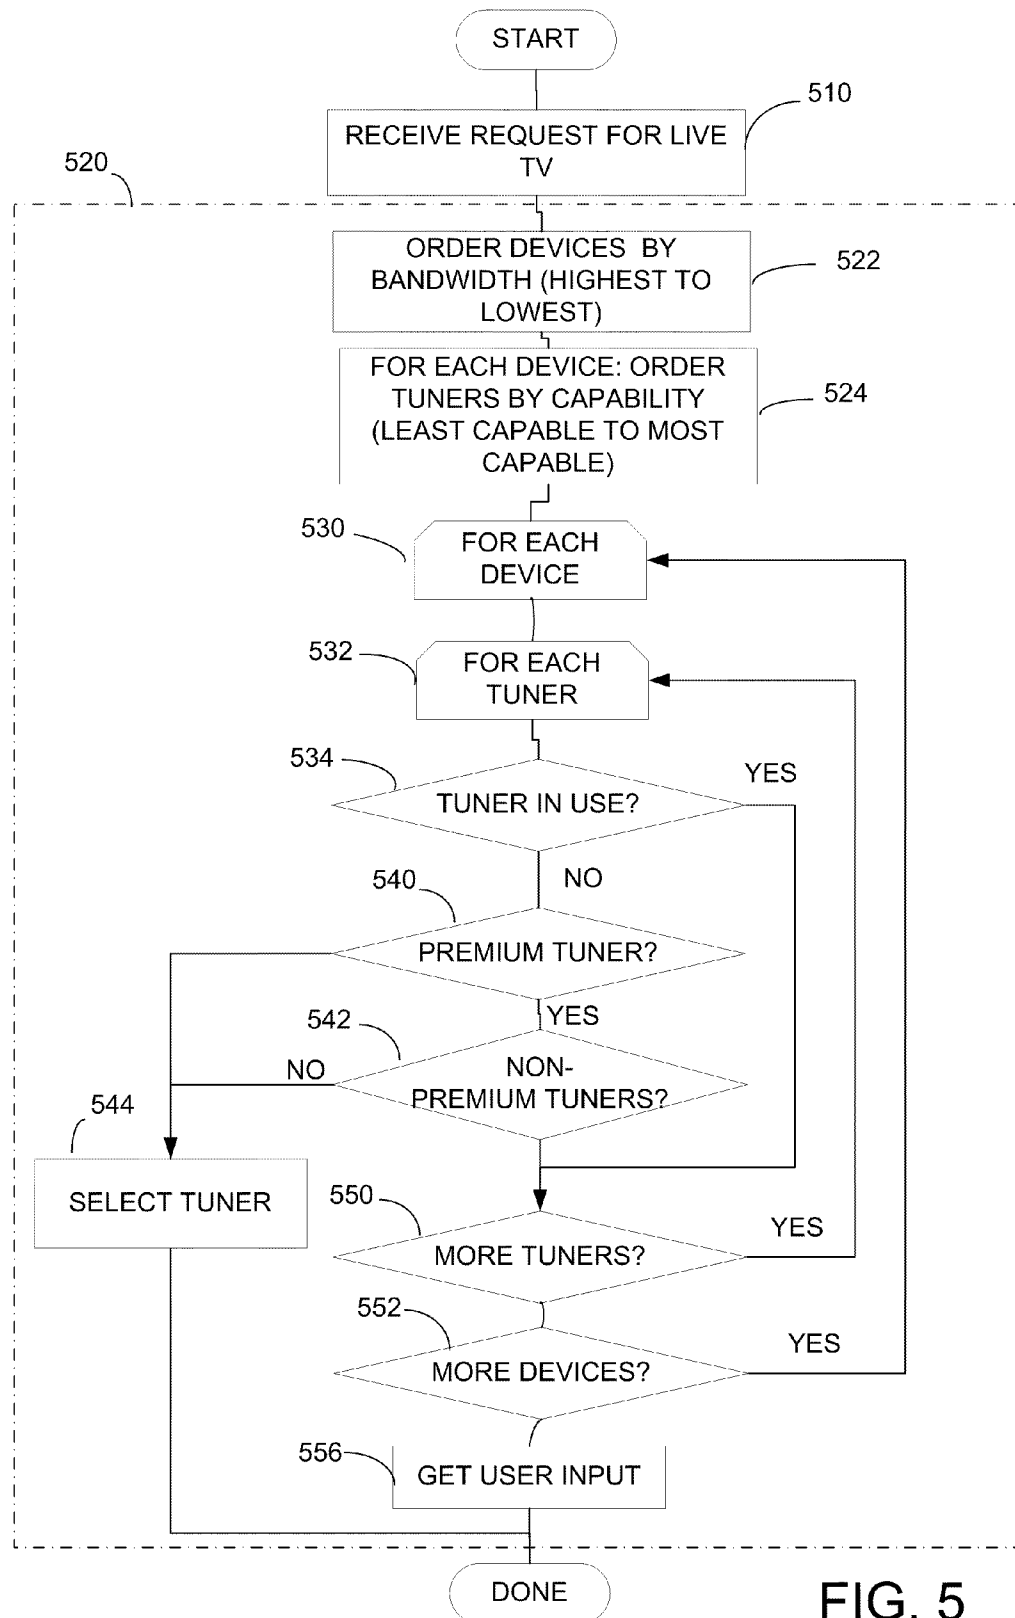 START
510
RECEIVE REQUEST FOR LIVE
TV
520
ORDER DEVICES BY
BANDWIDTH (HIGHEST TO
LOWEST)
522
FOR EACH DEVICE: ORDER
TUNERS BY CAPABILITY
(LEAST CAPABLE TO MOST
CAPABLE)
524
530
FOR EACH
DEVICE
532
FOR EACH
TUNER
534
TUNER IN USE?
YES
NO
540
PREMIUM TUNER?
YES
542
NON-
PREMIUM TUNERS?
NO
544
SELECT TUNER
550
MORE TUNERS?
YES
552
MORE DEVICES?
YES
556
GET USER INPUT
DONE
FIG. 5